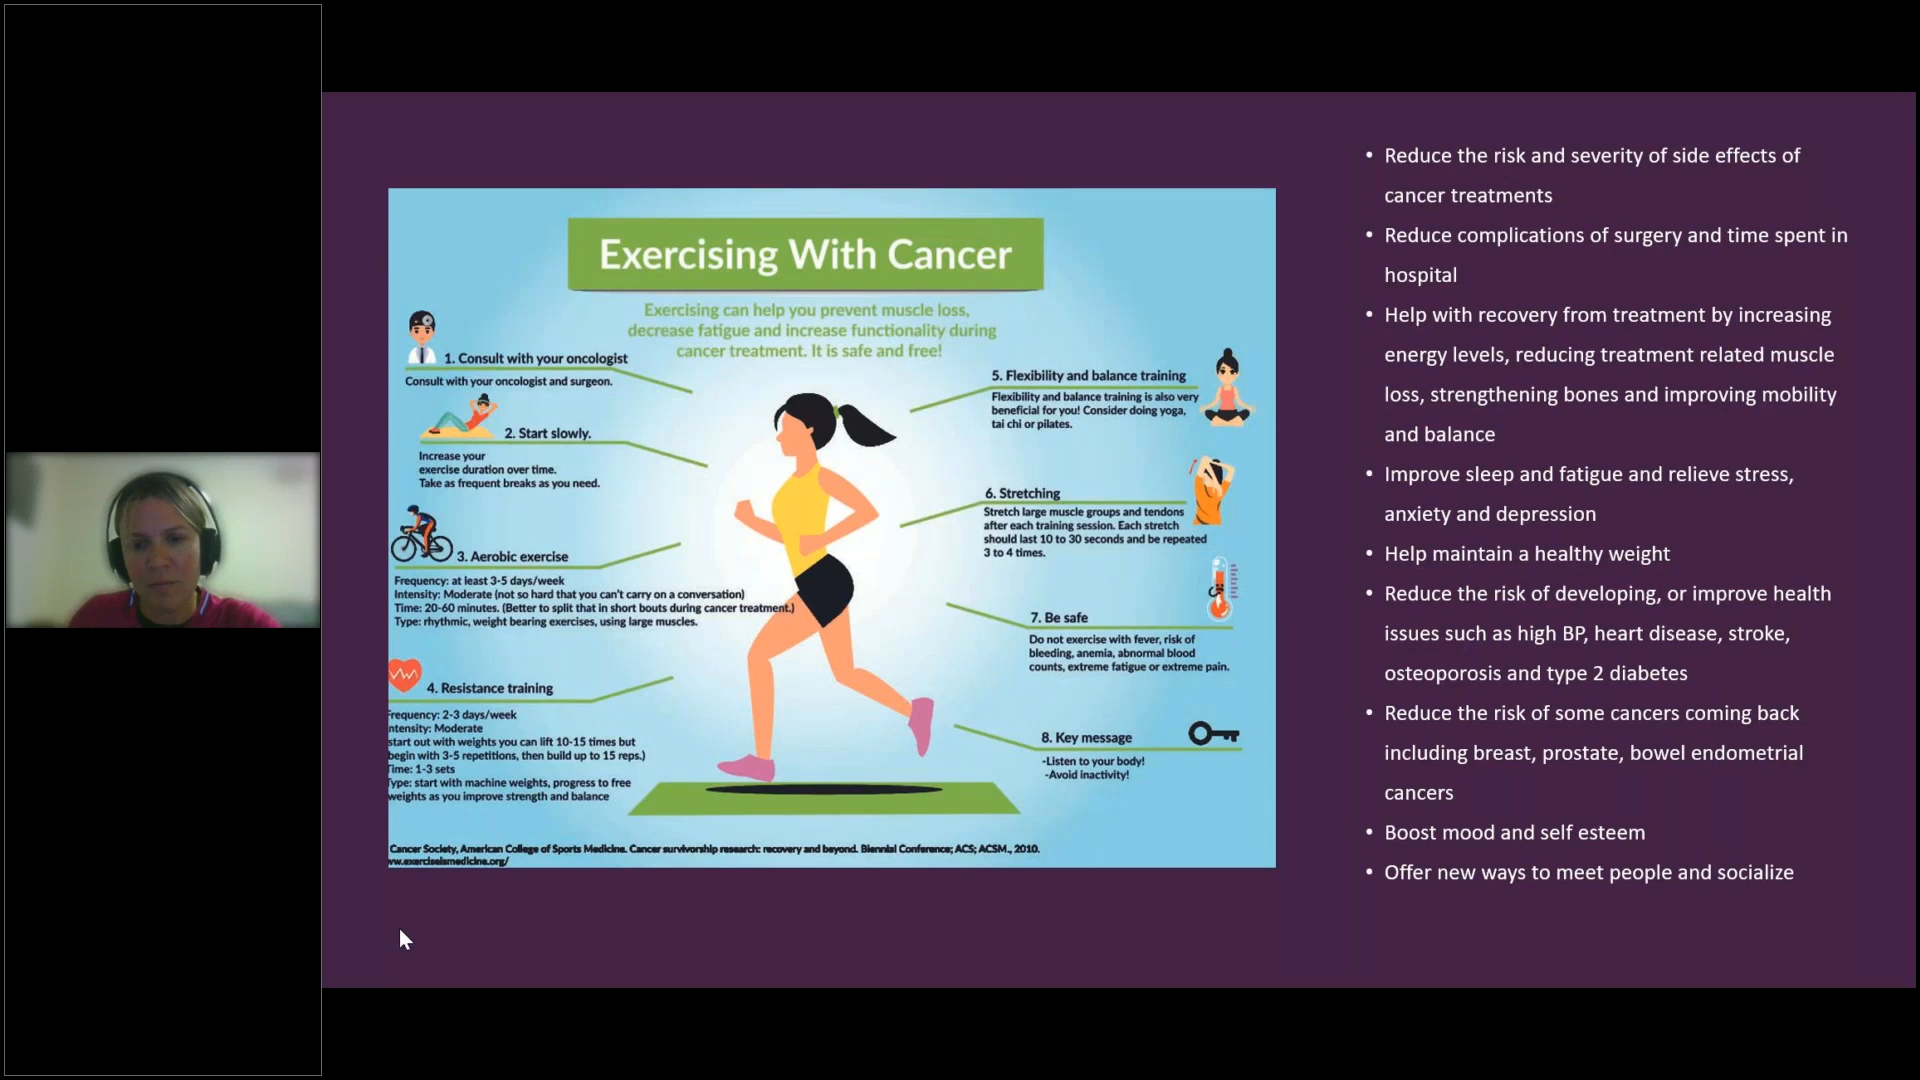 Exercising With Cancer
Exercising can help you prevent muscle loss,
decrease fatigue and increase functionality during
cancer treatment. It is safe and free!
1. Consult with your oncologist
Consult with your oncologist and surgeon.
2. Start slowly.
Increase your
exercise duration over time.
Take as frequent breaks as you need.
3. Aerobic exercise
Frequency: at least 3-5 days/week
Intensity: Moderate (not so hard that you can't carry on a conversation)
Time: 20-60 minutes. (Better to split that in short bouts during cancer treatment.)
Type: rhythmic, weight bearing exercises, using large muscles.
4. Resistance training
Frequency: 2-3 days/week
ntensity: Moderate
start out with weights you can lift 10-15 times but
begin with 3-5 repetitions, then build up to 15 reps.)
Time: 1-3 sets
Type: start with machine weights, progress to free
weights as you improve strength and balance
5. Flexibility and balance training
Flexibility and balance training is also very
beneficial for you! Consider doing yoga,
tai chi or pilates.
6. Stretching
Stretch large muscle groups and tendons
after each training session. Each stretch
should last 10 to 30 seconds and be repeated
3 to 4 times.
7. Be safe
Do not exercise with fever, risk of
bleeding, anemia, abnormal blood
counts, extreme fatigue or extreme pain.
8. Key message
-Listen to your body!
-Avoid inactivity!
Cancer Society, American College of Sports Medicine. Cancer survivorship research: recovery and beyond. Biennial Conference; ACS; ACSM., 2010.
ww.exerciseismedicine.org/
• Reduce the risk and severity of side effects of
cancer treatments
• Reduce complications of surgery and time spent in
hospital
• Help with recovery from treatment by increasing
energy levels, reducing treatment related muscle
loss, strengthening bones and improving mobility
and balance
• Improve sleep and fatigue and relieve stress,
anxiety and depression
• Help maintain a healthy weight
• Reduce the risk of developing, or improve health
issues such as high BP, heart disease, stroke,
osteoporosis and type 2 diabetes
• Reduce the risk of some cancers coming back
including breast, prostate, bowel endometrial
cancers
• Boost mood and self esteem
• Offer new ways to meet people and socialize